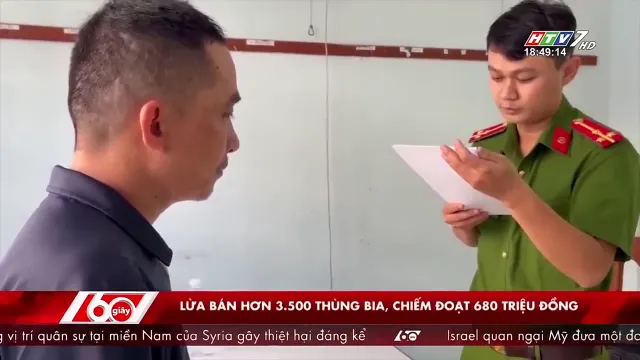 HTV7 HD
18:49:14
60 giây
LỪA BÁN HƠN 3.500 THÙNG BIA, CHIẾM ĐOẠT 680 TRIỆU ĐỒNG
vị trí quân sự tại miền Nam của Syria gây thiệt hại đáng kể 60 giây Israel quan ngại Mỹ đưa một